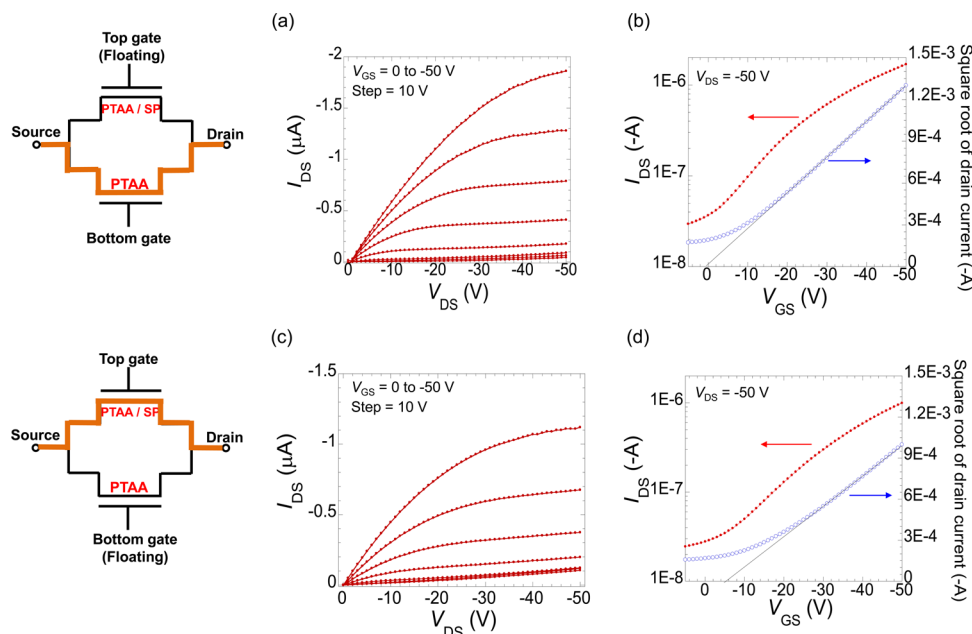 Top gate
(Floating)
PTAA / SP
Source
Drain
PTAA
Bottom gate
(a)
V_GS = 0 to -50 V
Step = 10 V
-2
-1.5
-1
-0.5
0
I_DS (μA)
0
-10
-20
-30
-40
-50
V_DS (V)
(b)
V_DS = -50 V
1E-6
1E-7
1E-8
I_DS (-A)
1.5E-3
1.2E-3
9E-4
6E-4
3E-4
0
Square root of drain current (-A)
0
-10
-20
-30
-40
-50
V_GS (V)
Top gate
PTAA / SP
Source
Drain
PTAA
Bottom gate
(Floating)
(c)
V_GS = 0 to -50 V
Step = 10 V
-1.5
-1
-0.5
0
I_DS (μA)
0
-10
-20
-30
-40
-50
V_DS (V)
(d)
V_DS = -50 V
1E-6
1E-7
1E-8
I_DS (-A)
1.5E-3
1.2E-3
9E-4
6E-4
3E-4
0
Square root of drain current (-A)
0
-10
-20
-30
-40
-50
V_GS (V)